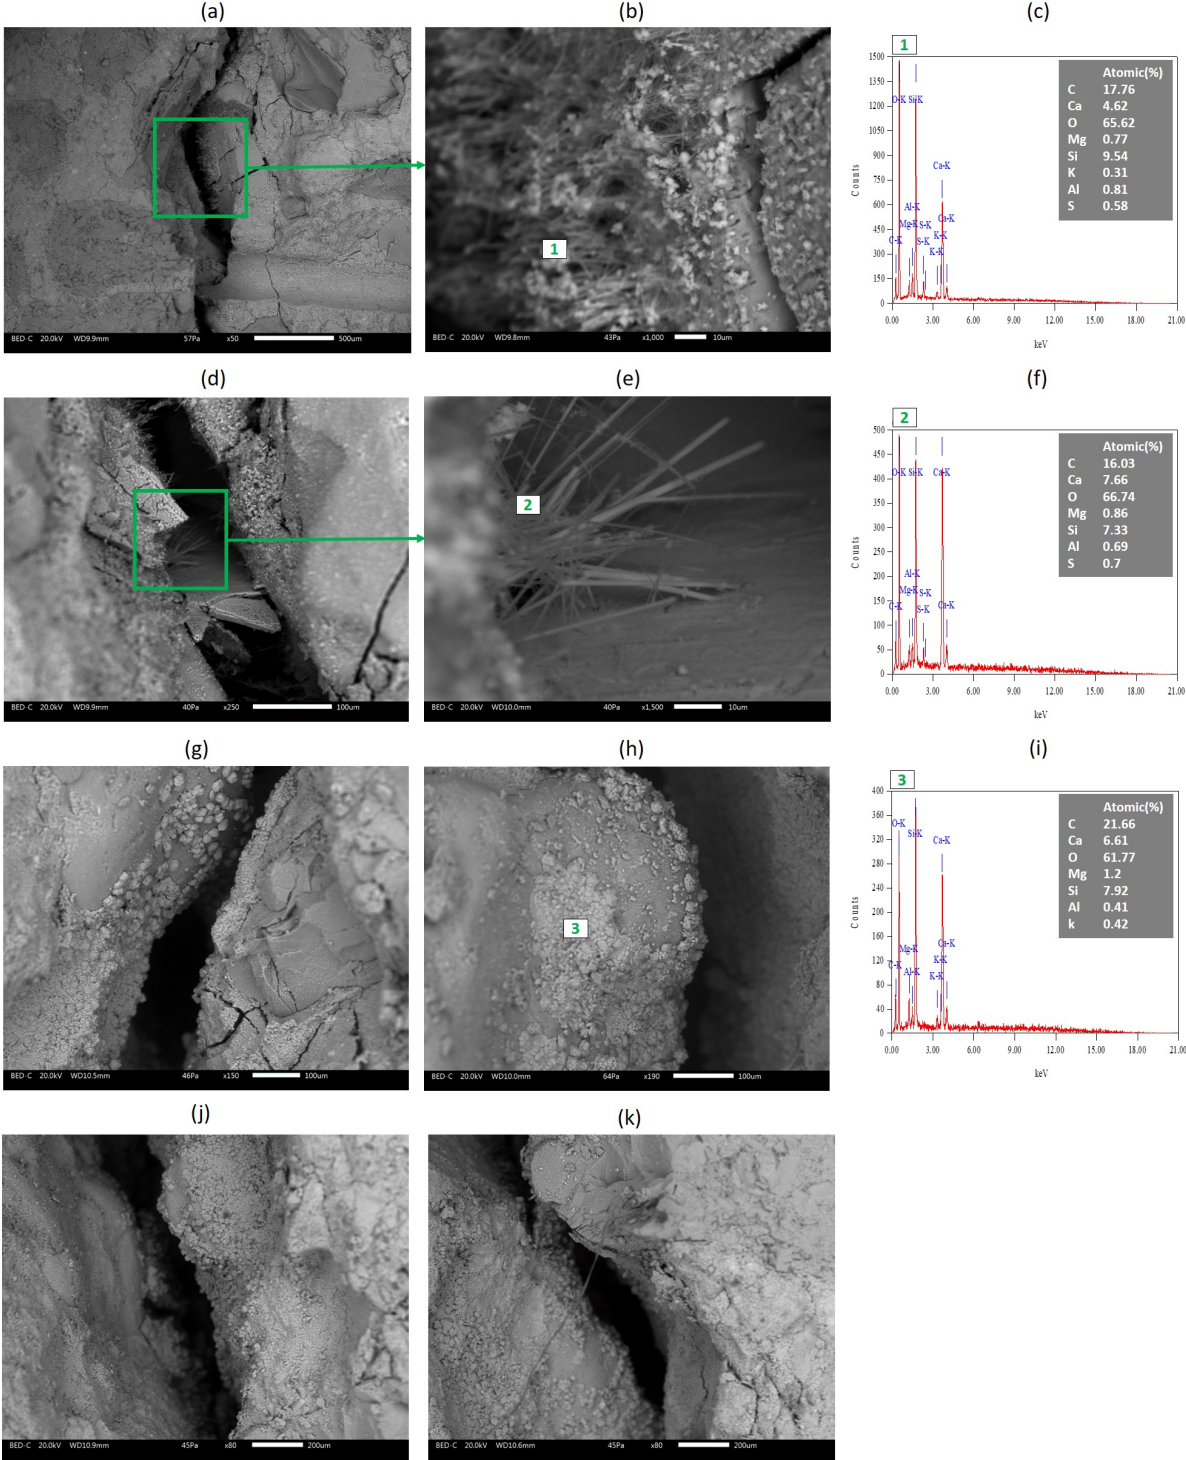 (a)
(b)
(c)
BED-C 20.0kV WD9.9mm 57Pa x50 500um
1
BED-C 20.0kV WD9.8mm 43Pa x1,000 10um
1
Counts
1500
1350
1200
1050
900
750
600
450
300
150
0
O-K Si-K
Ca-K
Al-K Ca-K
Mg-K S-K
C-K S-K K-K
K-K
Atomic(%)
C 17.76
Ca 4.62
O 65.62
Mg 0.77
Si 9.54
K 0.31
Al 0.81
S 0.58
0.00 3.00 6.00 9.00 12.00 15.00 18.00 21.00
keV
(d)
(e)
(f)
BED-C 20.0kV WD9.9mm 40Pa x250 100um
2
BED-C 20.0kV WD10.0mm 40Pa x1,500 10um
2
Counts
500
450
400
350
300
250
200
150
100
50
0
O-K Si-K Ca-K
Al-K
Mg-K S-K
C-K S-K Ca-K
Atomic(%)
C 16.03
Ca 7.66
O 66.74
Mg 0.86
Si 7.33
Al 0.69
S 0.7
0.00 3.00 6.00 9.00 12.00 15.00 18.00 21.00
keV
(g)
(h)
(i)
BED-C 20.0kV WD10.5mm 46Pa x150 100um
3
BED-C 20.0kV WD10.0mm 64Pa x190 100um
3
Counts
400
360
320
280
240
200
160
120
80
40
0
O-K Si-K
Ca-K
Mg-K Ca-K
C-K Al-K K-K
K-K
Atomic(%)
C 21.66
Ca 6.61
O 61.77
Mg 1.2
Si 7.92
Al 0.41
k 0.42
0.00 3.00 6.00 9.00 12.00 15.00 18.00 21.00
keV
(j)
(k)
BED-C 20.0kV WD10.9mm 45Pa x80 200um
BED-C 20.0kV WD10.6mm 45Pa x80 200um